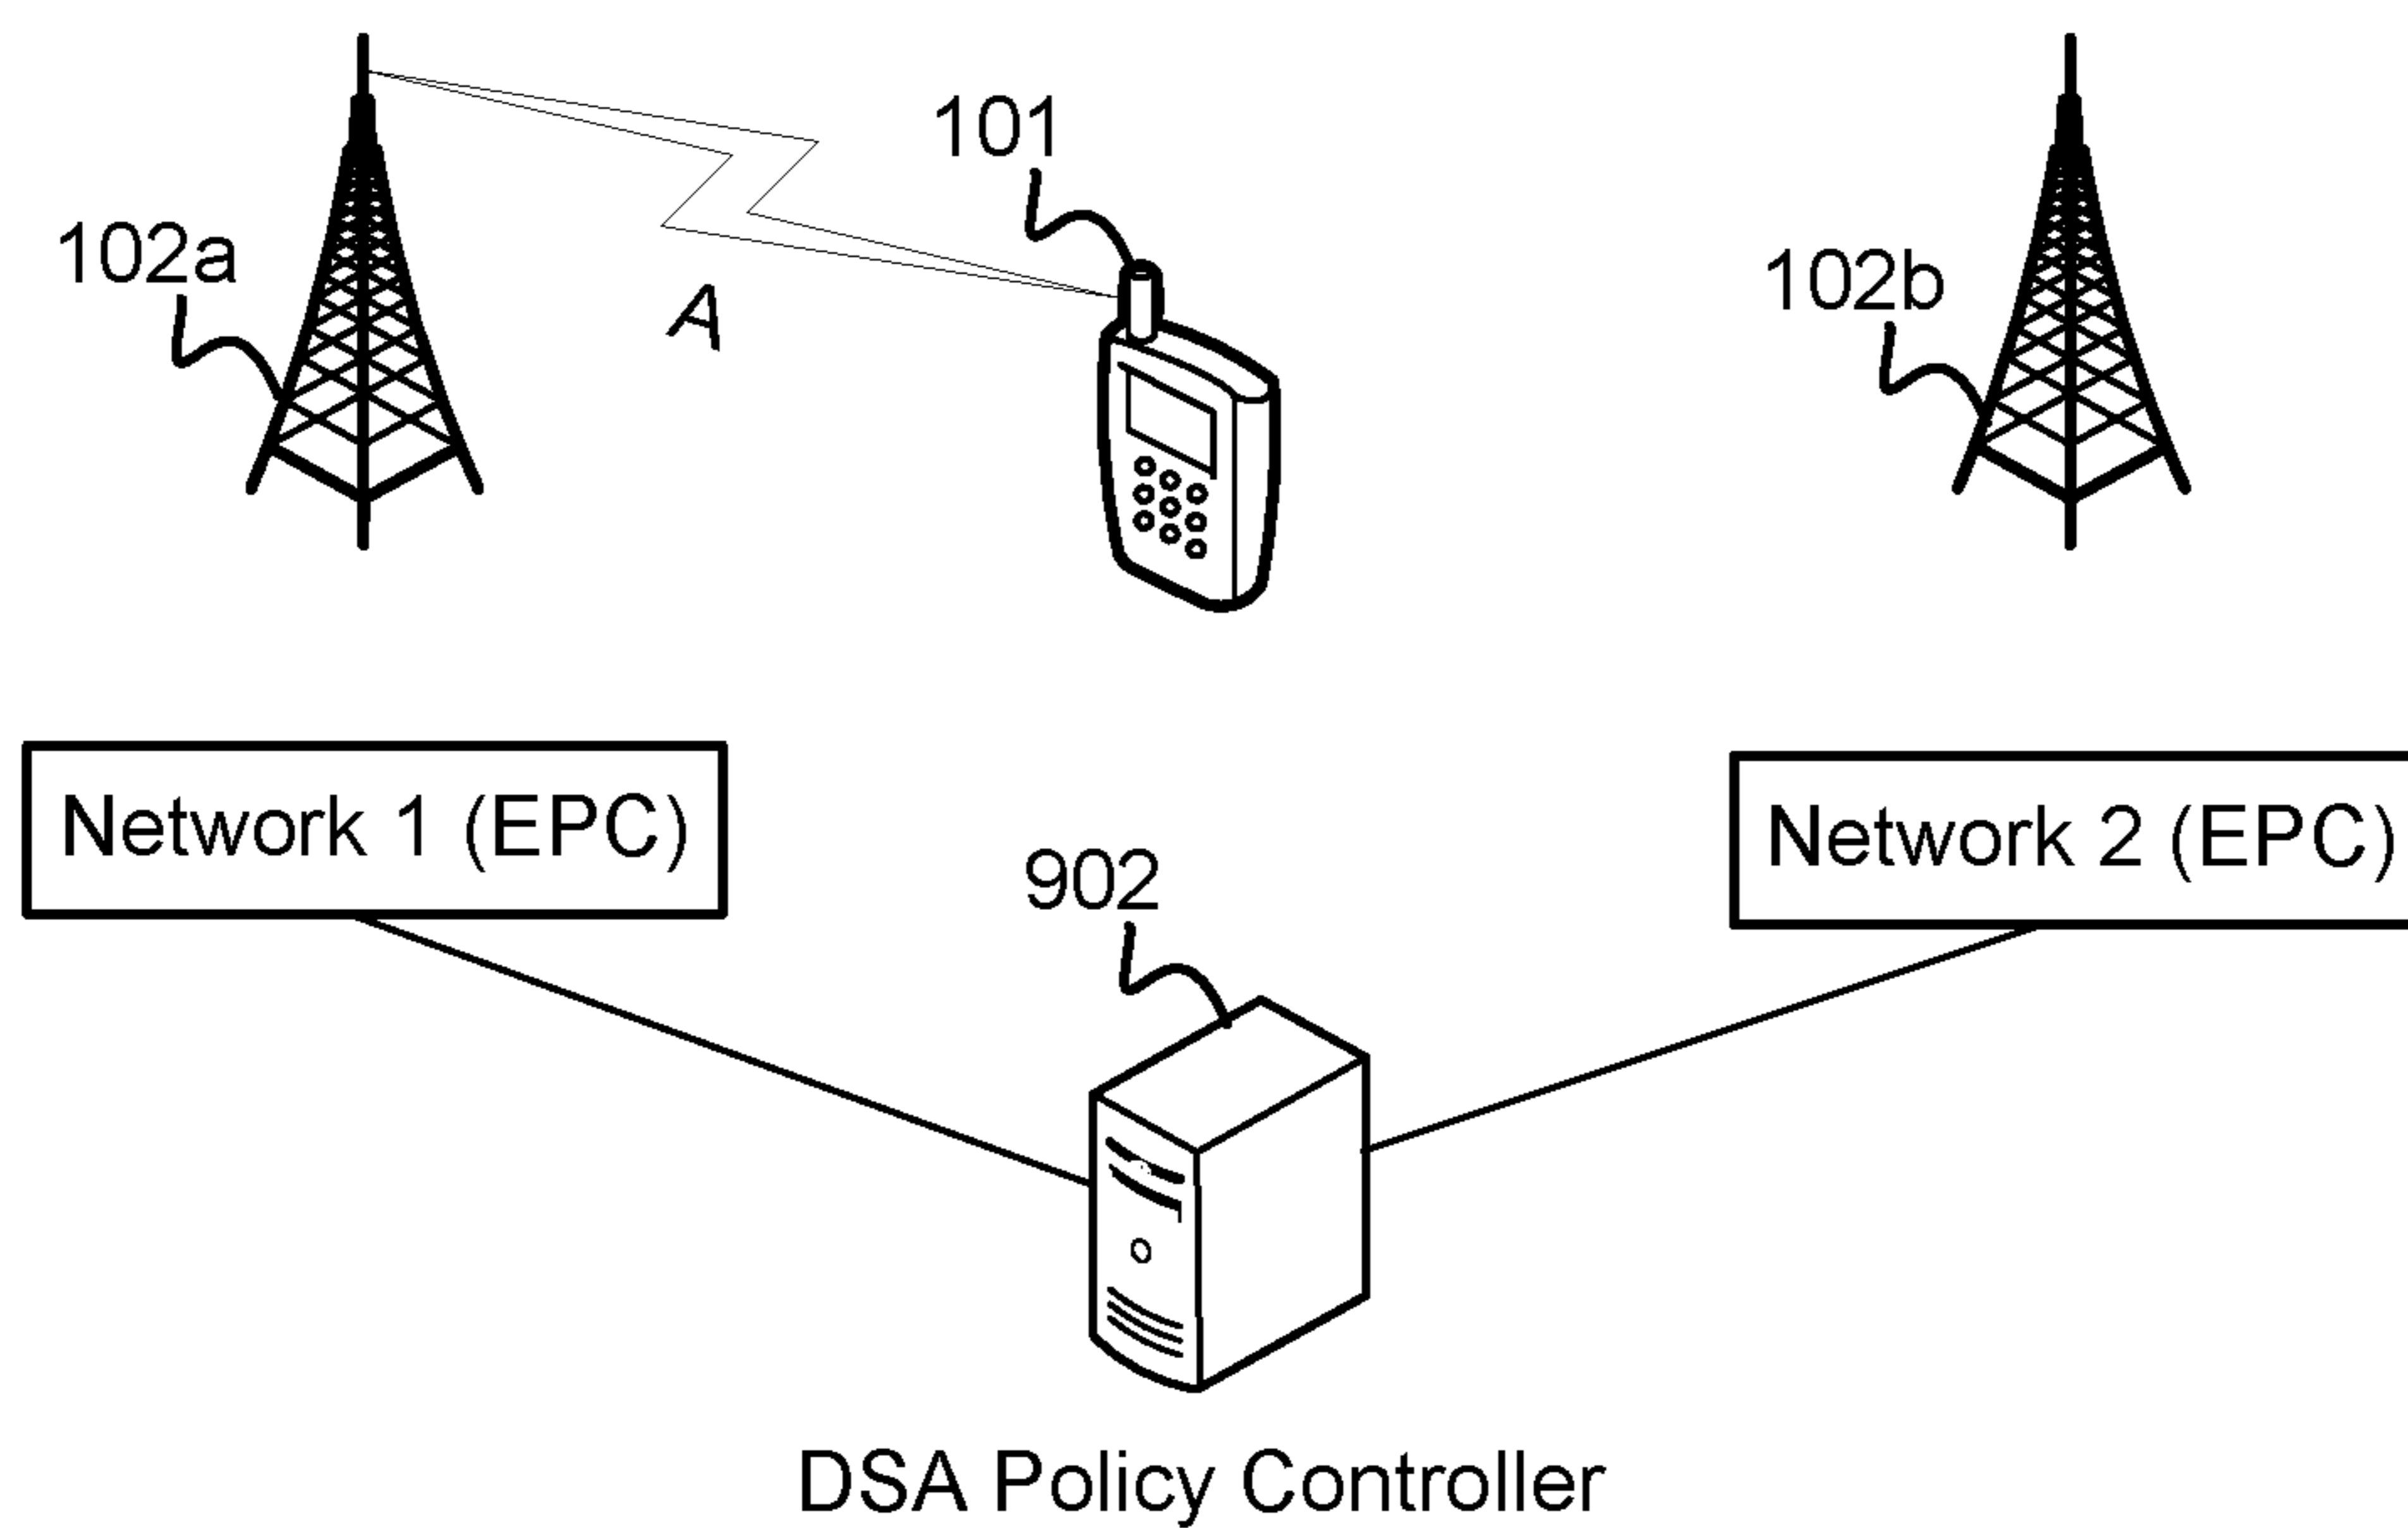 101
102a
102b
A
Network 1 (EPC)
Network 2 (EPC)
902
DSA Policy Controller